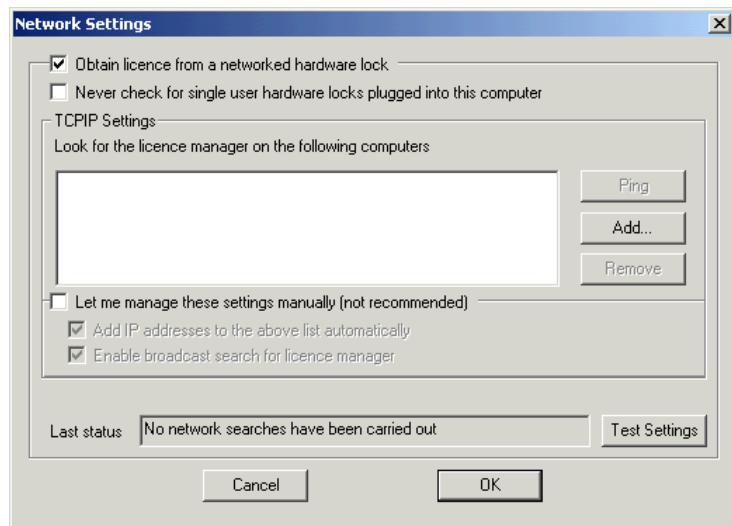 Network Settings
Obtain licence from a networked hardware lock
Never check for single user hardware locks plugged into this computer
TCPIP Settings
Look for the licence manager on the following computers
Ping
Add...
Remove
Let me manage these settings manually (not recommended)
Add IP addresses to the above list automatically
Enable broadcast search for licence manager
Last status No network searches have been carried out Test Settings
Cancel OK